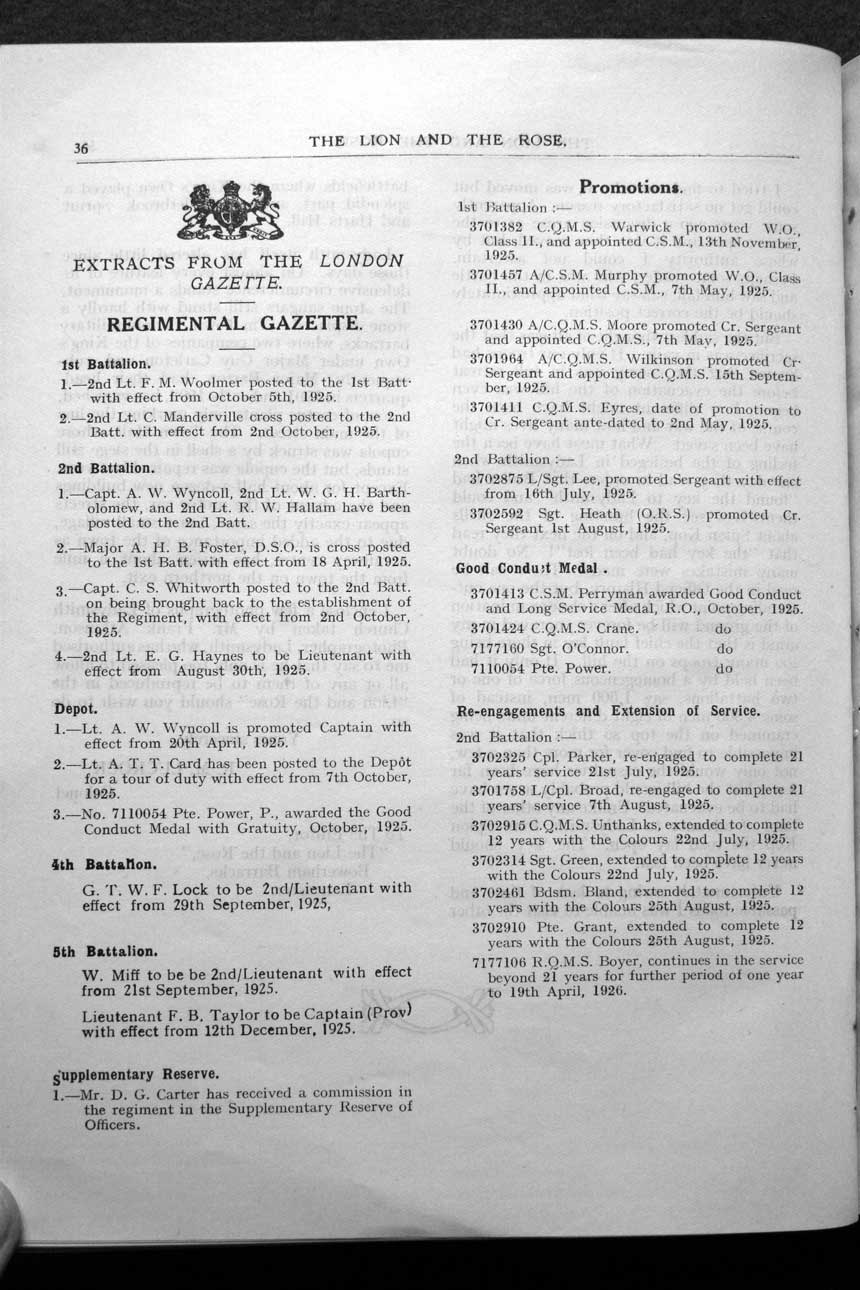 36
THE LION AND THE ROSE.
EXTRACTS FROM THE LONDON
GAZETTE.
REGIMENTAL GAZETTE.
1st Battalion.
1.—2nd Lt. F. M. Woolmer posted to the 1st Batt·
with effect from October 5th, 1925.
2.—2nd Lt. C. Manderville cross posted to the 2nd
Batt. with effect from 2nd October, 1925.
2nd Battalion.
1.—Capt. A. W. Wyncoll, 2nd Lt. W. G. H. Barth-
olomew, and 2nd Lt. R. W. Hallam have been
posted to the 2nd Batt.
2.—Major A. H. B. Foster, D.S.O., is cross posted
to the 1st Batt. with effect from 18 April, 1925.
3.—Capt. C. S. Whitworth posted to the 2nd Batt.
on being brought back to the establishment of
the Regiment, with effect from 2nd October,
1925.
4.—2nd Lt. E. G. Haynes to be Lieutenant with
effect from August 30th, 1925.
Depot.
1.—Lt. A. W. Wyncoll is promoted Captain with
effect from 20th April, 1925.
2.—Lt. A. T. T. Card has been posted to the Depôt
for a tour of duty with effect from 7th October,
1925.
3.—No. 7110054 Pte. Power, P., awarded the Good
Conduct Medal with Gratuity, October, 1925.
4th Battalion.
G. T. W. F. Lock to be 2nd/Lieutenant with
effect from 29th September, 1925,
5th Battalion.
W. Miff to be be 2nd/Lieutenant with effect
from 21st September, 1925.
Lieutenant F. B. Taylor to be Captain (Prov)
with effect from 12th December, 1925.
Supplementary Reserve.
1.—Mr. D. G. Carter has received a commission in
the regiment in the Supplementary Reserve of
Officers.
Promotions.
1st Battalion :—
3701382 C.Q.M.S. Warwick promoted W.O.,
Class II., and appointed C.S.M., 13th November,
1925.
3701457 A/C.S.M. Murphy promoted W.O., Class
II., and appointed C.S.M., 7th May, 1925.
3701430 A/C.Q.M.S. Moore promoted Cr. Sergeant
and appointed C.Q.M.S., 7th May, 1925.
3701964 A/C.Q.M.S. Wilkinson promoted Cr·
Sergeant and appointed C.Q.M.S. 15th Septem-
ber, 1925.
3701411 C.Q.M.S. Eyres, date of promotion to
Cr. Sergeant ante-dated to 2nd May, 1925.
2nd Battalion :—
3702875 L/Sgt. Lee, promoted Sergeant with effect
from 16th July, 1925.
3702592 Sgt. Heath (O.R.S.) promoted Cr.
Sergeant 1st August, 1925.
Good Conduct Medal .
3701413 C.S.M. Perryman awarded Good Conduct
and Long Service Medal, R.O., October, 1925.
3701424 C.Q.M.S. Crane. do
7177160 Sgt. O'Connor. do
7110054 Pte. Power. do
Re-engagements and Extension of Service.
2nd Battalion :—
3702325 Cpl. Parker, re-engaged to complete 21
years' service 21st July, 1925.
3701758 L/Cpl. Broad, re-engaged to complete 21
years' service 7th August, 1925.
3702915 C.Q.M.S. Unthanks, extended to complete
12 years with the Colours 22nd July, 1925.
3702314 Sgt. Green, extended to complete 12 years
with the Colours 22nd July, 1925.
3702461 Bdsm. Bland, extended to complete 12
years with the Colours 25th August, 1925.
3702910 Pte. Grant, extended to complete 12
years with the Colours 25th August, 1925.
7177106 R.Q.M.S. Boyer, continues in the service
beyond 21 years for further period of one year
to 19th April, 1926.